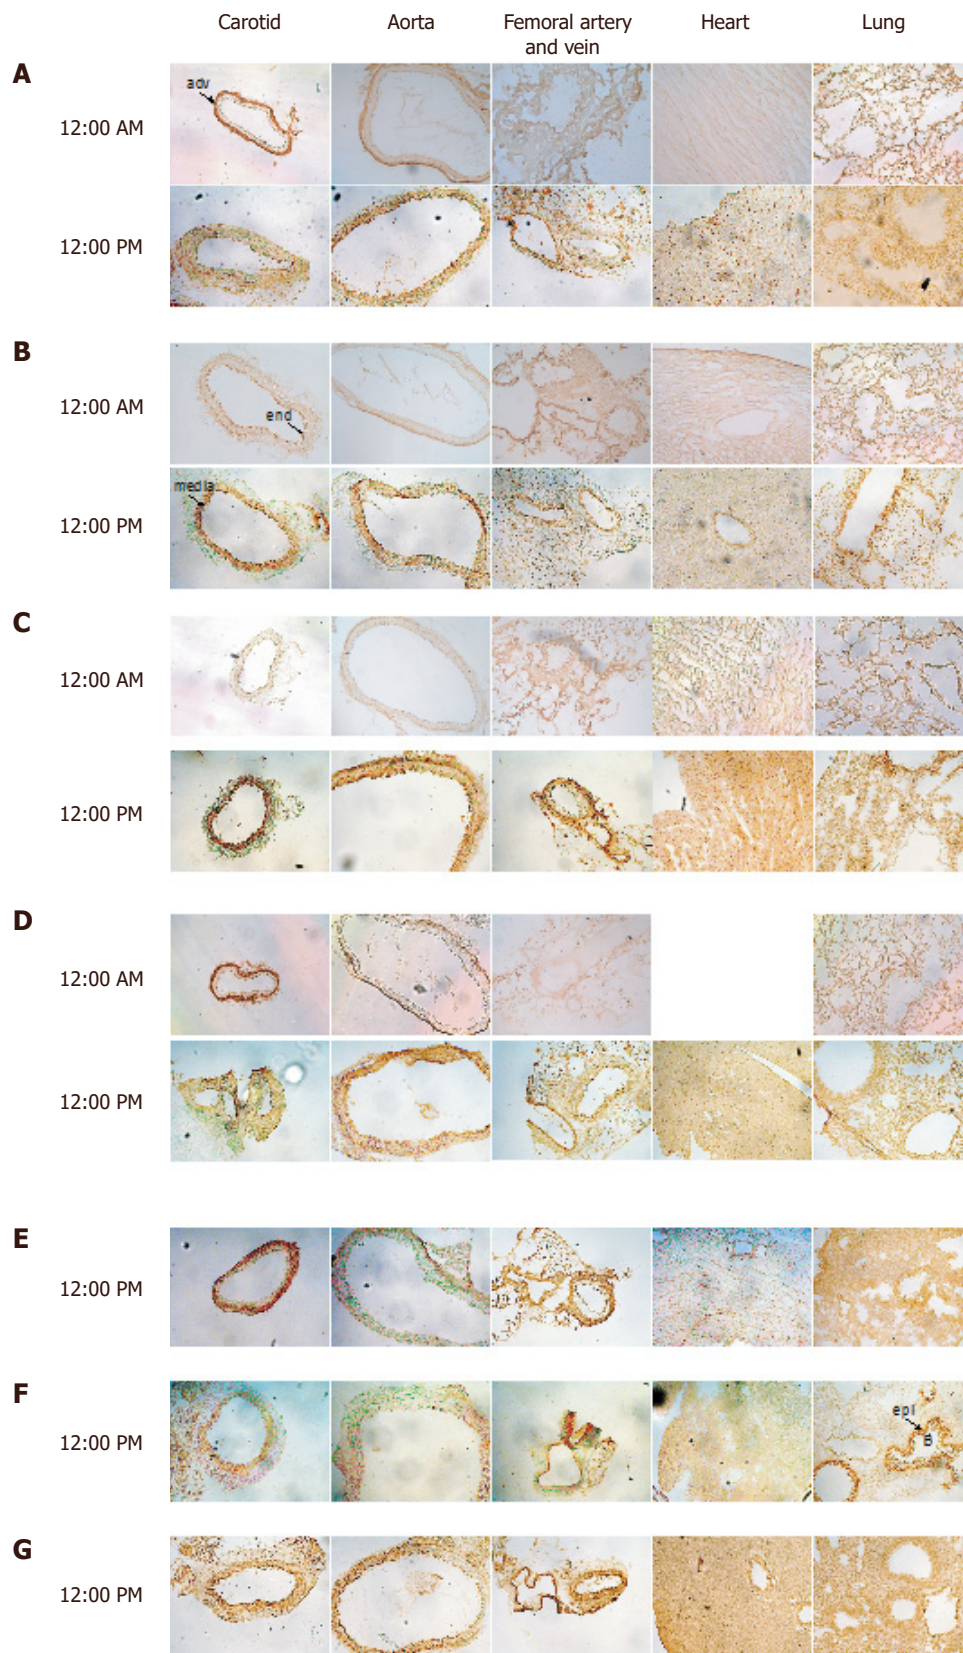 Carotid Aorta Femoral artery and vein Heart Lung
A
12:00 AM
adv
12:00 PM
B
12:00 AM
end
12:00 PM
media
C
12:00 AM
12:00 PM
D
12:00 AM
12:00 PM
E
12:00 PM
F
12:00 PM
epi
B
G
12:00 PM